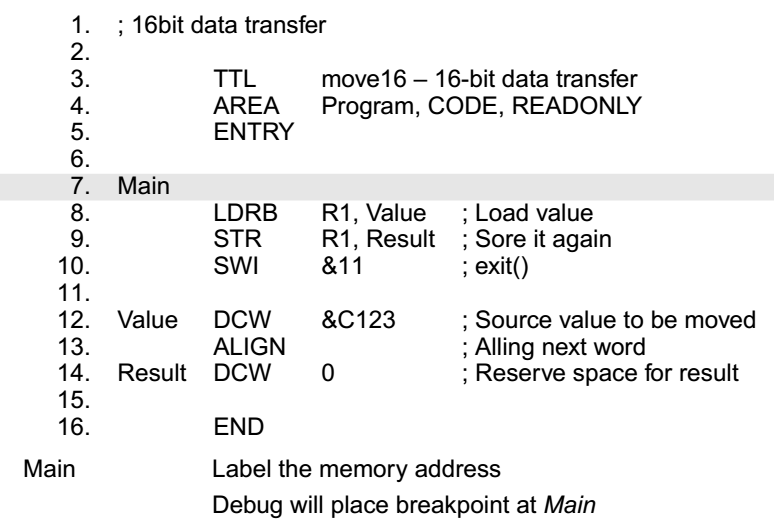 1. ; 16bit data transfer
2.
3. TTL move16 – 16-bit data transfer
4. AREA Program, CODE, READONLY
5. ENTRY
6.
7. Main
8. LDRB R1, Value ; Load value
9. STR R1, Result ; Sore it again
10. SWI &11 ; exit()
11.
12. Value DCW &C123 ; Source value to be moved
13. ALIGN ; Alling next word
14. Result DCW 0 ; Reserve space for result
15.
16. END
Main Label the memory address
Debug will place breakpoint at Main